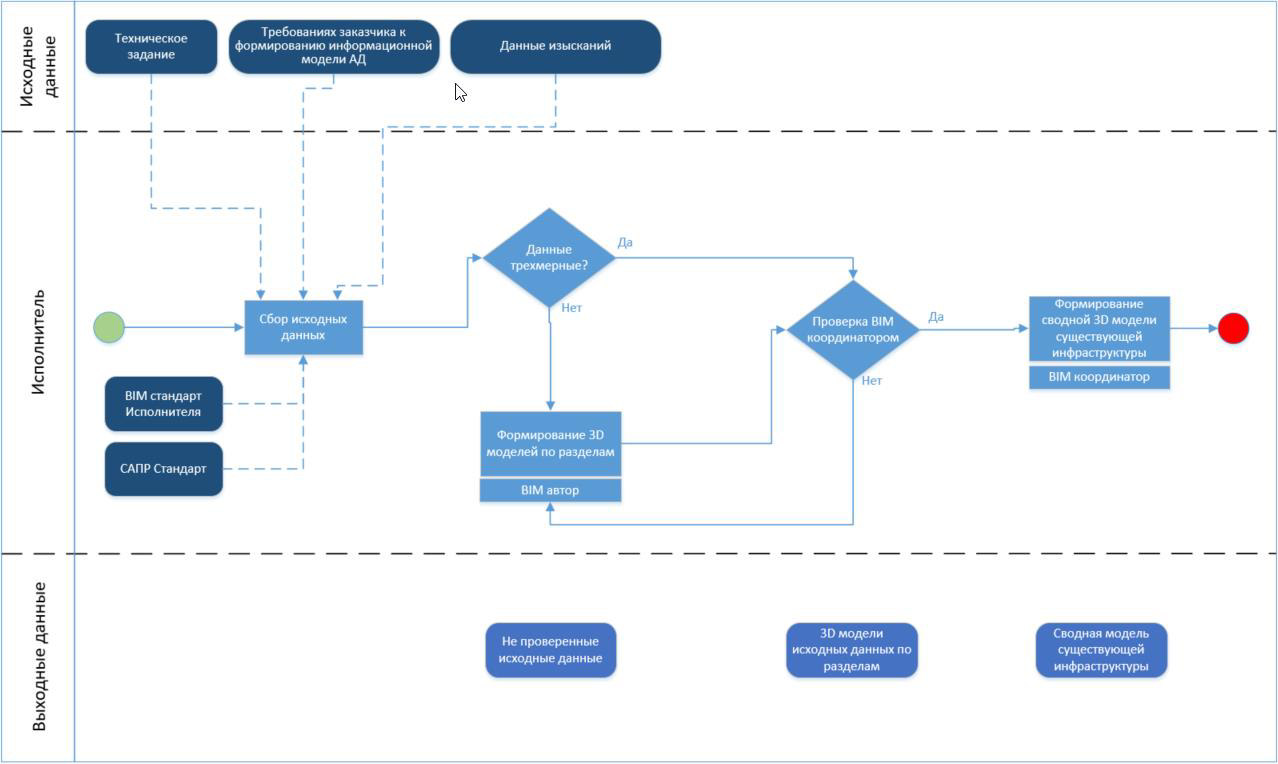 Исходные
данные
Техническое
задание
Требованиях заказчика к
формированию информационной
модели АД
Данные изысканий
Исполнитель
Данные
трехмерные?
Да
Нет
Сбор исходных
данных
Проверка BIM
координатором
Да
Нет
Формирование
сводной 3D модели
существующей
инфраструктуры
BIM координатор
BIM стандарт
Исполнителя
САПР Стандарт
Формирование 3D
моделей по разделам
BIM автор
Выходные данные
Не проверенные
исходные данные
3D модели
исходных данных по
разделам
Сводная модель
существующей
инфраструктуры